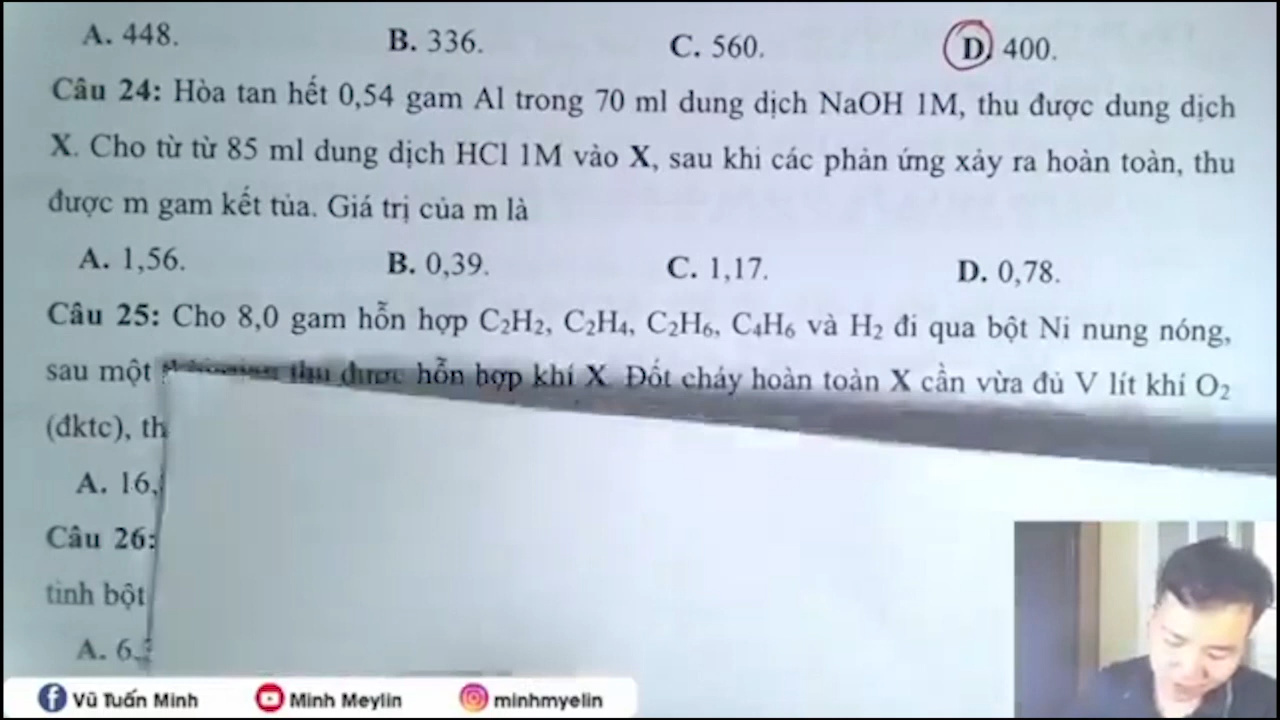 A. 448. B. 336. C. 560. D. 400.
Câu 24: Hòa tan hết 0,54 gam Al trong 70 ml dung dịch NaOH 1M, thu được dung dịch
X. Cho từ từ 85 ml dung dịch HCl 1M vào X, sau khi các phản ứng xảy ra hoàn toàn, thu
được m gam kết tủa. Giá trị của m là
A. 1,56. B. 0,39. C. 1,17. D. 0,78.
Câu 25: Cho 8,0 gam hỗn hợp C₂H₂, C₂H₄, C₂H₆, C₄H₆ và H₂ đi qua bột Ni nung nóng,
sau một thu được hỗn hợp khí X. Đốt cháy hoàn toàn X cần vừa đủ V lít khí O₂
(đktc), th
A. 16,
Câu 26:
tinh bột
A. 6.
Vũ Tuấn Minh Minh Meylin minhmyelin